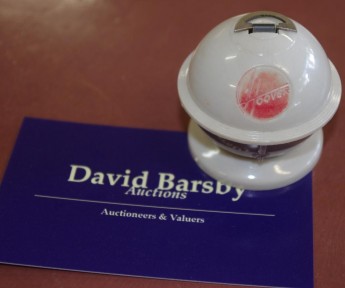 David Barsby
Auctions
Auctioneers & Valuers